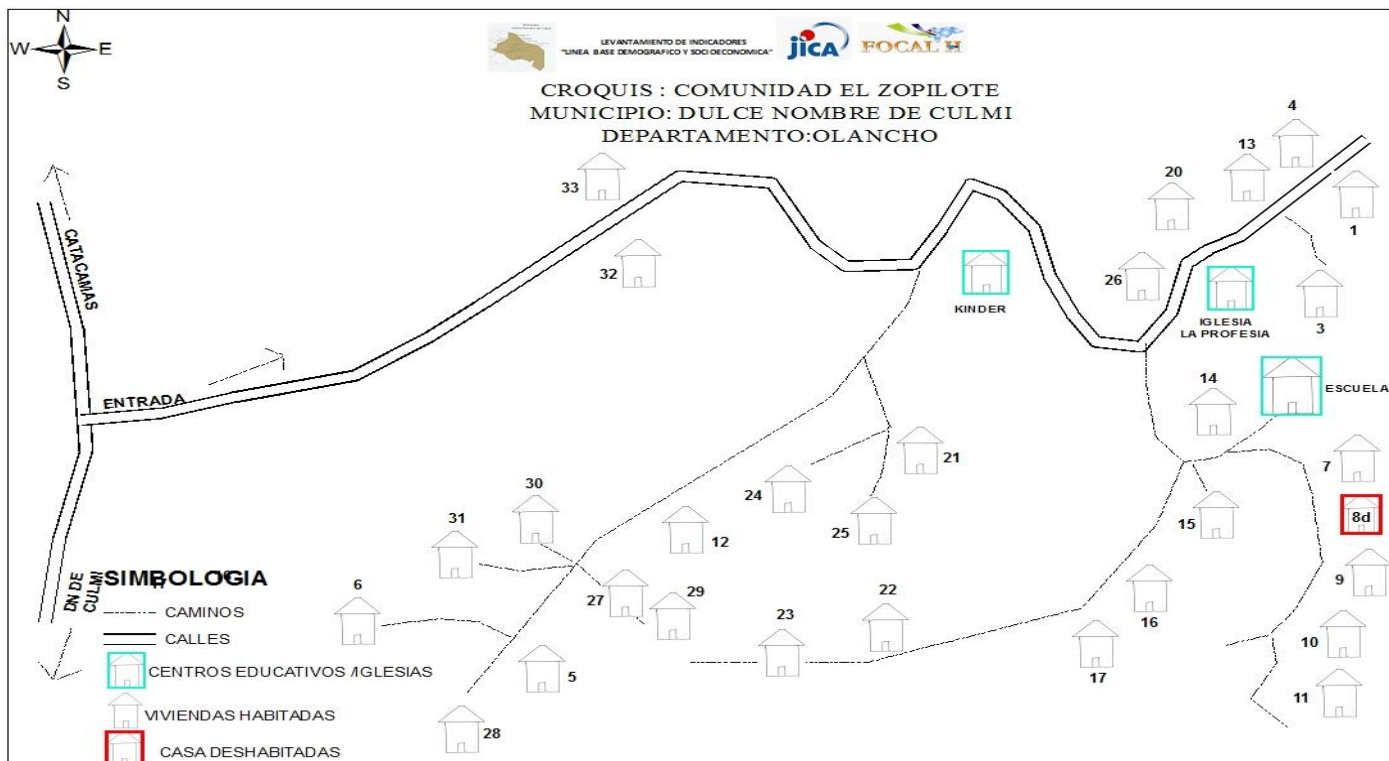 N
W E
S
LEVANTAMIENTO DE INDICADORES
"LINEA BASE DEMOGRAFICO Y SOCIOECONOMICA"
jICA
FOCAL H
CROQUIS : COMUNIDAD EL ZOPILOTE
MUNICIPIO: DULCE NOMBRE DE CULMI
DEPARTAMENTO:OLANCHO
4
13
20
33
1
CATACAMAS
32
26
KINDER
IGLESIA
LA PROFESIA
3
ENTRADA
14
ESCUELA
21
7
30
24
31
12
25
15
8d
DN DE
CULMI
SIMBOLOGIA
6
27
29
22
9
CAMINOS
23
16
CALLES
10
17
CENTROS EDUCATIVOS /IGLESIAS
5
11
VIVIENDAS HABITADAS
28
CASA DESHABITADAS